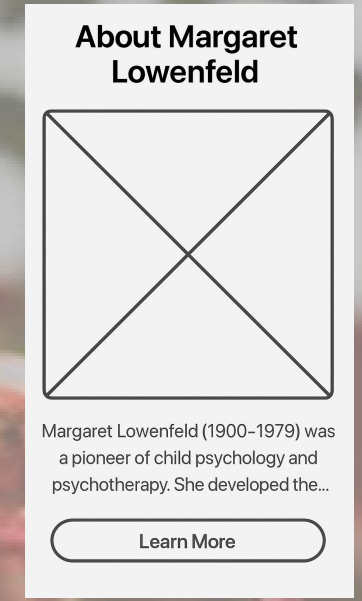 About Margaret
Lowenfeld
Margaret Lowenfeld (1900-1979) was
a pioneer of child psychology and
psychotherapy. She developed the...
Learn More